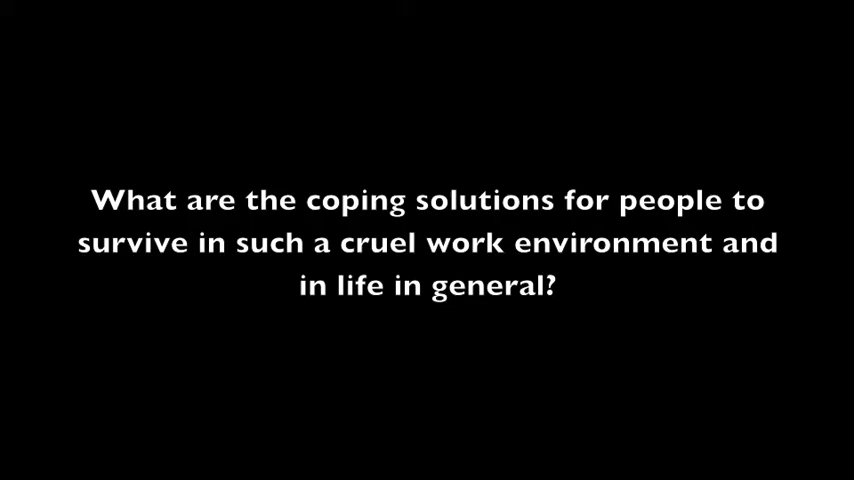 What are the coping solutions for people to
survive in such a cruel work environment and
in life in general?